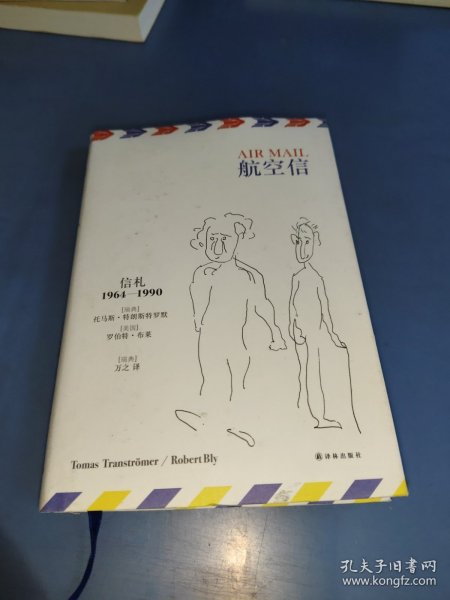 AIR MAIL
航空信
信札
1964—1990
[瑞典]
托马斯·特朗斯特罗默
[美国]
罗伯特·布莱
[瑞典]
万之 译
Tomas Tranströmer / Robert Bly
译林出版社
孔夫子旧书网
www.kongfz.com